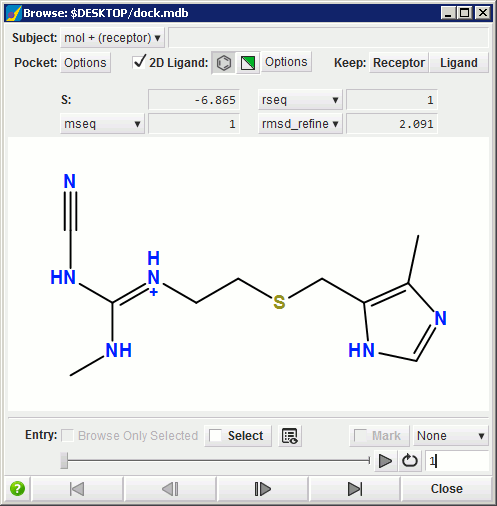 Browse: $DESKTOP/dock.mdb
Subject: mol + (receptor)
Pocket: Options 2D Ligand: Options Keep: Receptor Ligand
S: -6.865 rseq 1
mseq 1 rmsd_refine 2.091
N
H
HN N
+
S N
NH HN
Entry: Browse Only Selected Select Mark None
1
? Close